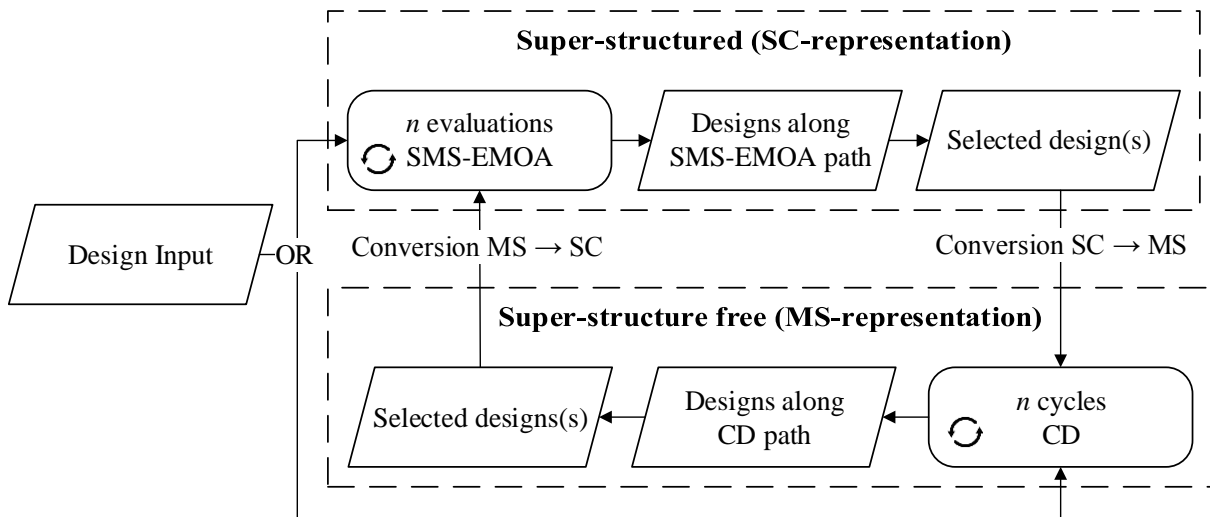 Super-structured (SC-representation)
n evaluations
SMS-EMOA
Designs along
SMS-EMOA path
Selected design(s)
Design Input
OR
Conversion MS → SC
Conversion SC → MS
Super-structure free (MS-representation)
Selected designs(s)
Designs along
CD path
n cycles
CD